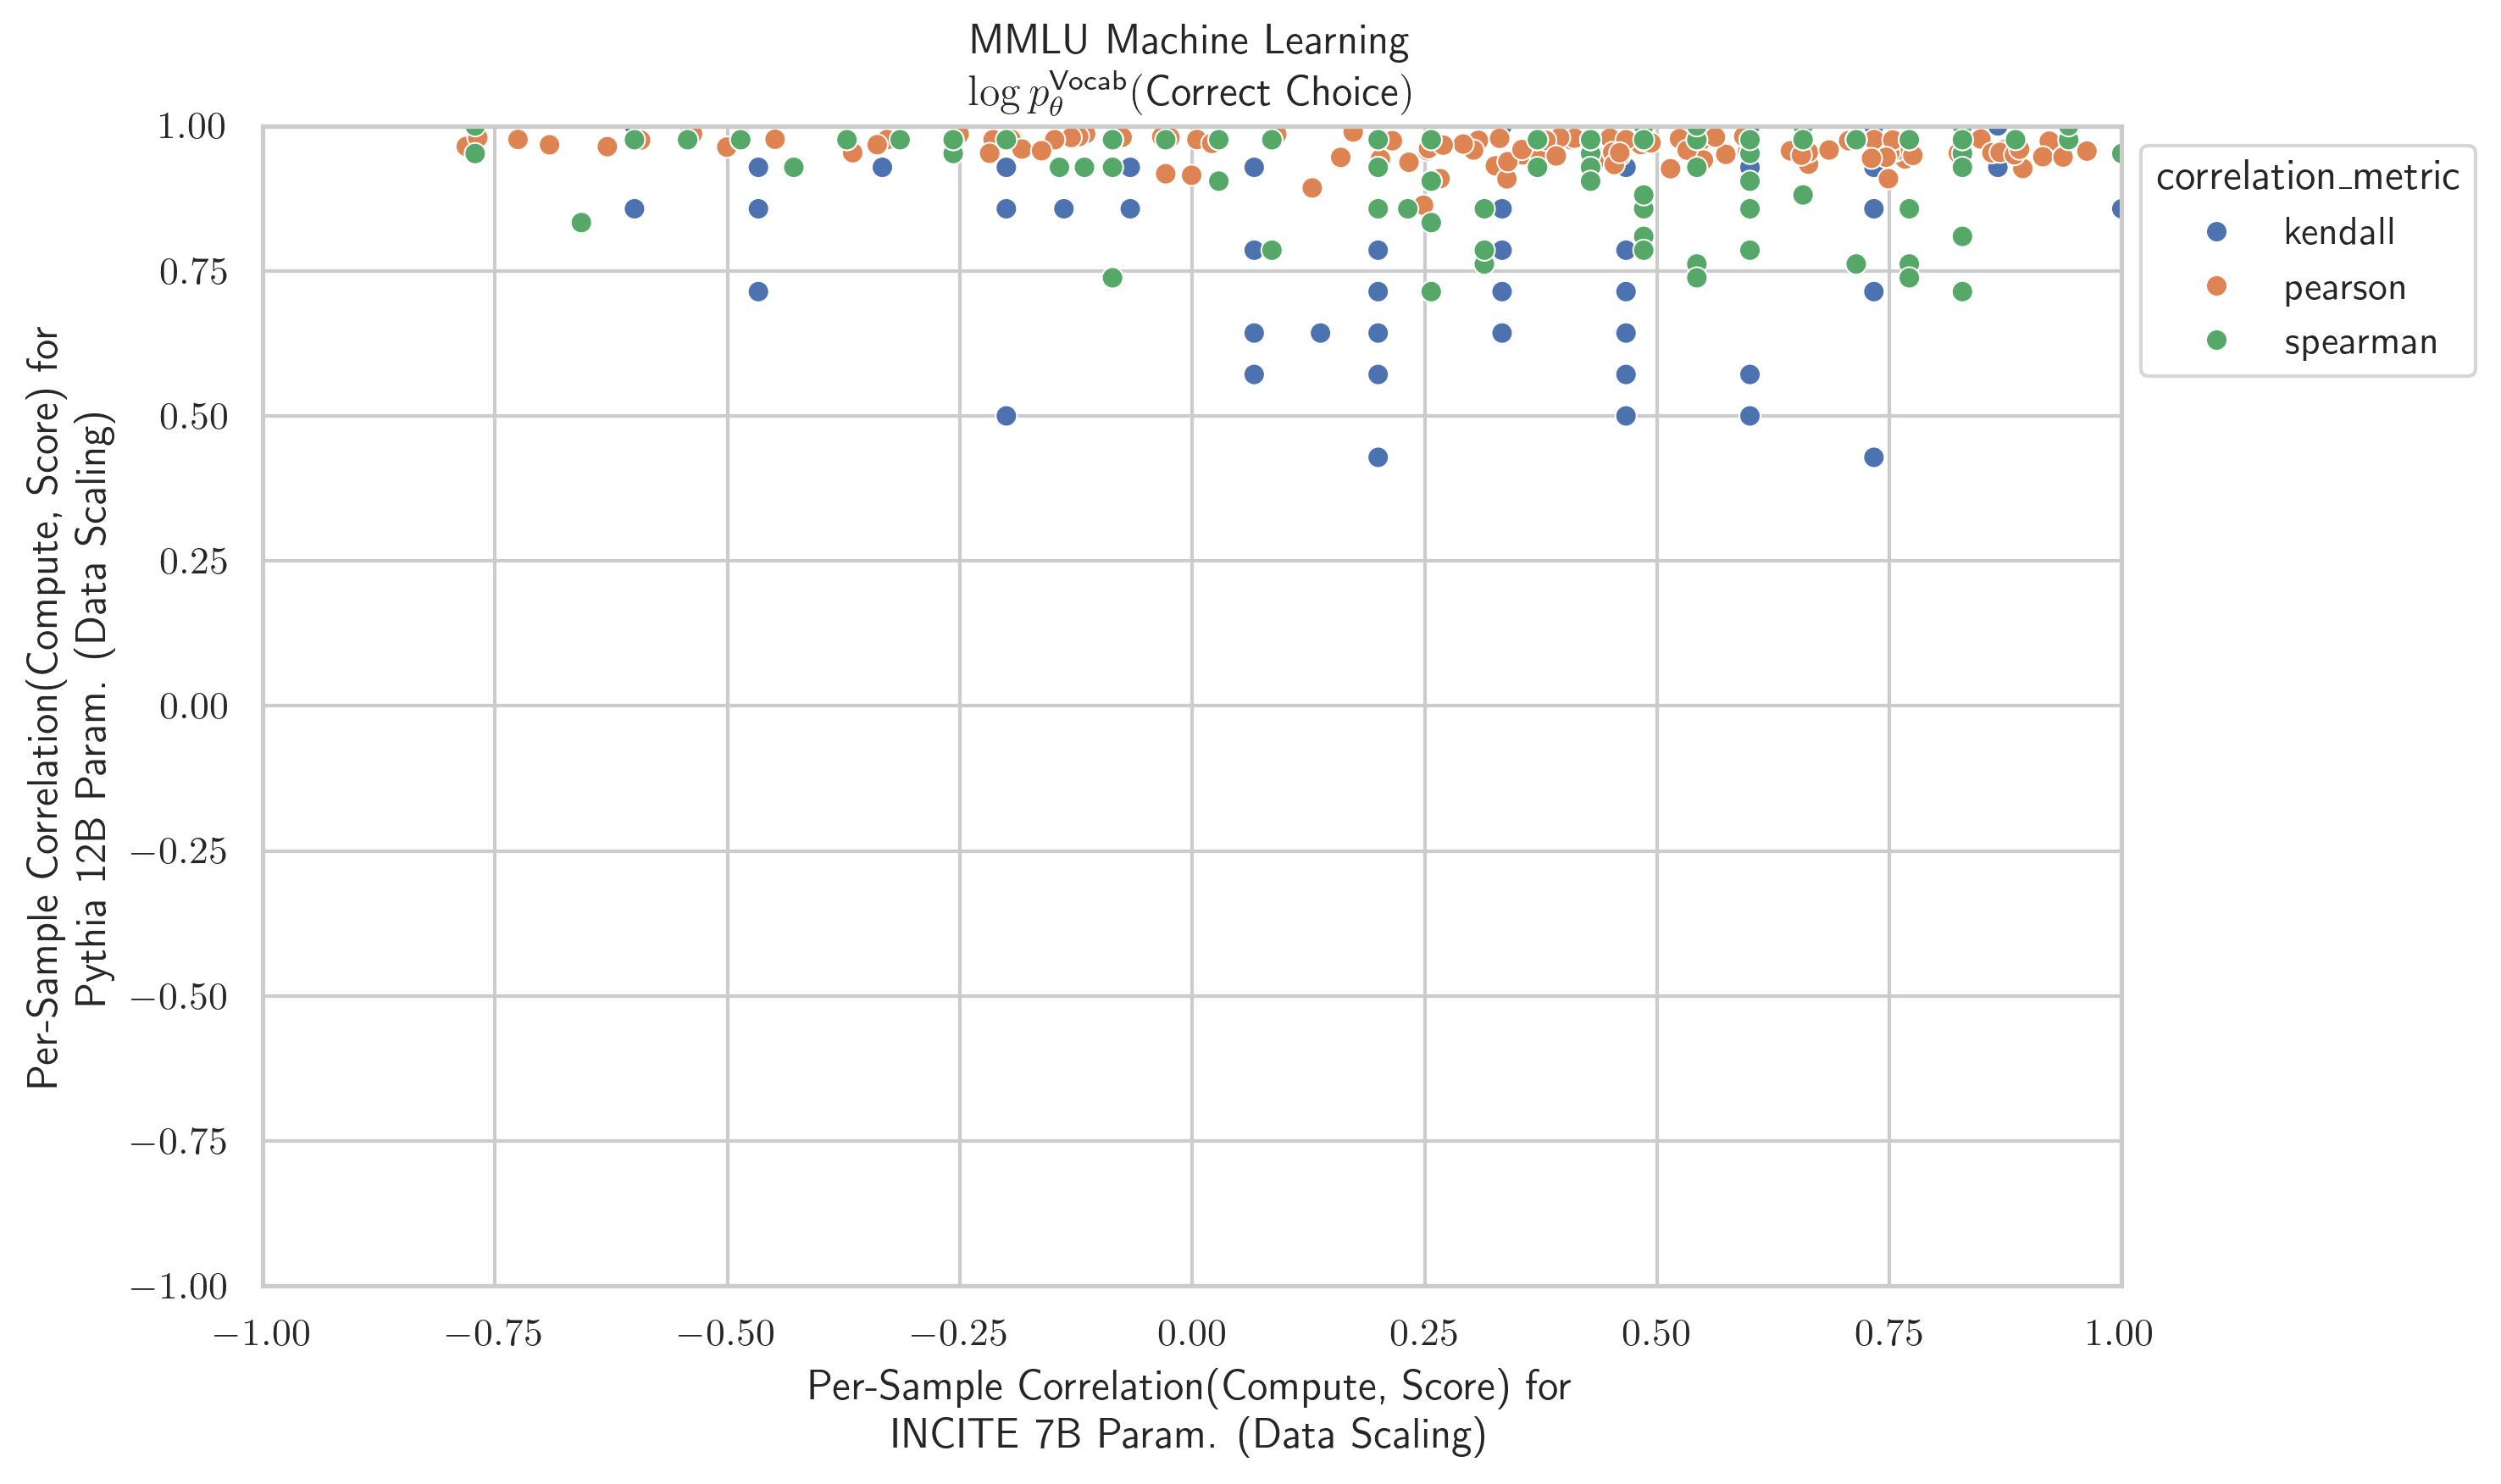 MMLU Machine Learning
log p_θ^Vocab(Correct Choice)
1.00
0.75
0.50
0.25
0.00
−0.25
−0.50
−0.75
−1.00
Per-Sample Correlation(Compute, Score) for
Pythia 12B Param. (Data Scaling)
−1.00 −0.75 −0.50 −0.25 0.00 0.25 0.50 0.75 1.00
Per-Sample Correlation(Compute, Score) for
INCITE 7B Param. (Data Scaling)
correlation_metric
kendall
pearson
spearman